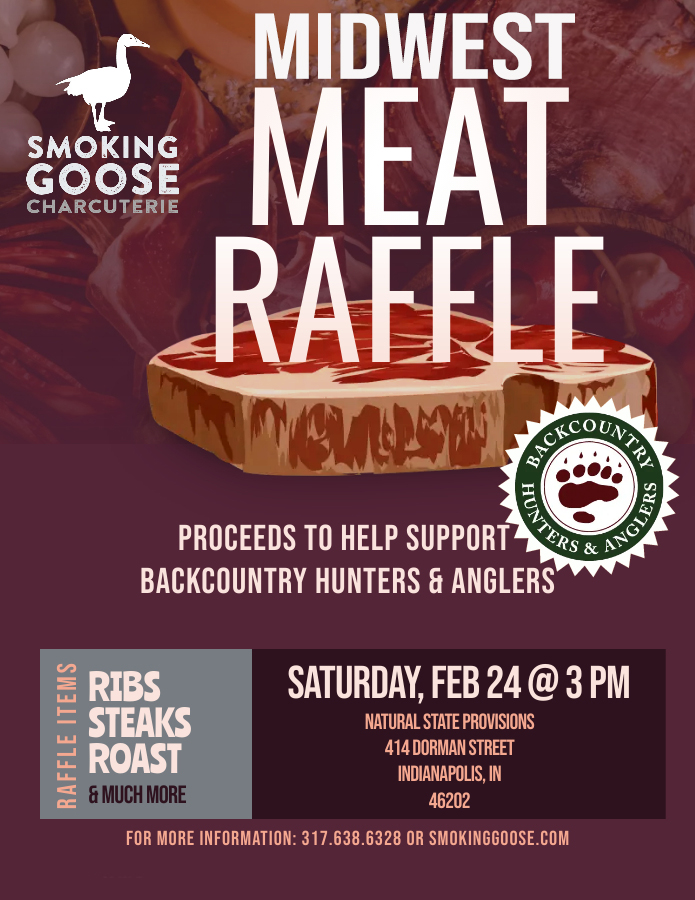 SMOKING
GOOSE
CHARCUTERIE
MIDWEST
MEAT
RAFFLE
BACKCOUNTRY
HUNTERS & ANGLERS
PROCEEDS TO HELP SUPPORT
BACKCOUNTRY HUNTERS & ANGLERS
RAFFLE ITEMS
RIBS
STEAKS
ROAST
& MUCH MORE
SATURDAY, FEB 24 @ 3 PM
NATURAL STATE PROVISIONS
414 DORMAN STREET
INDIANAPOLIS, IN
46202
FOR MORE INFORMATION: 317.638.6328 OR SMOKINGGOOSE.COM